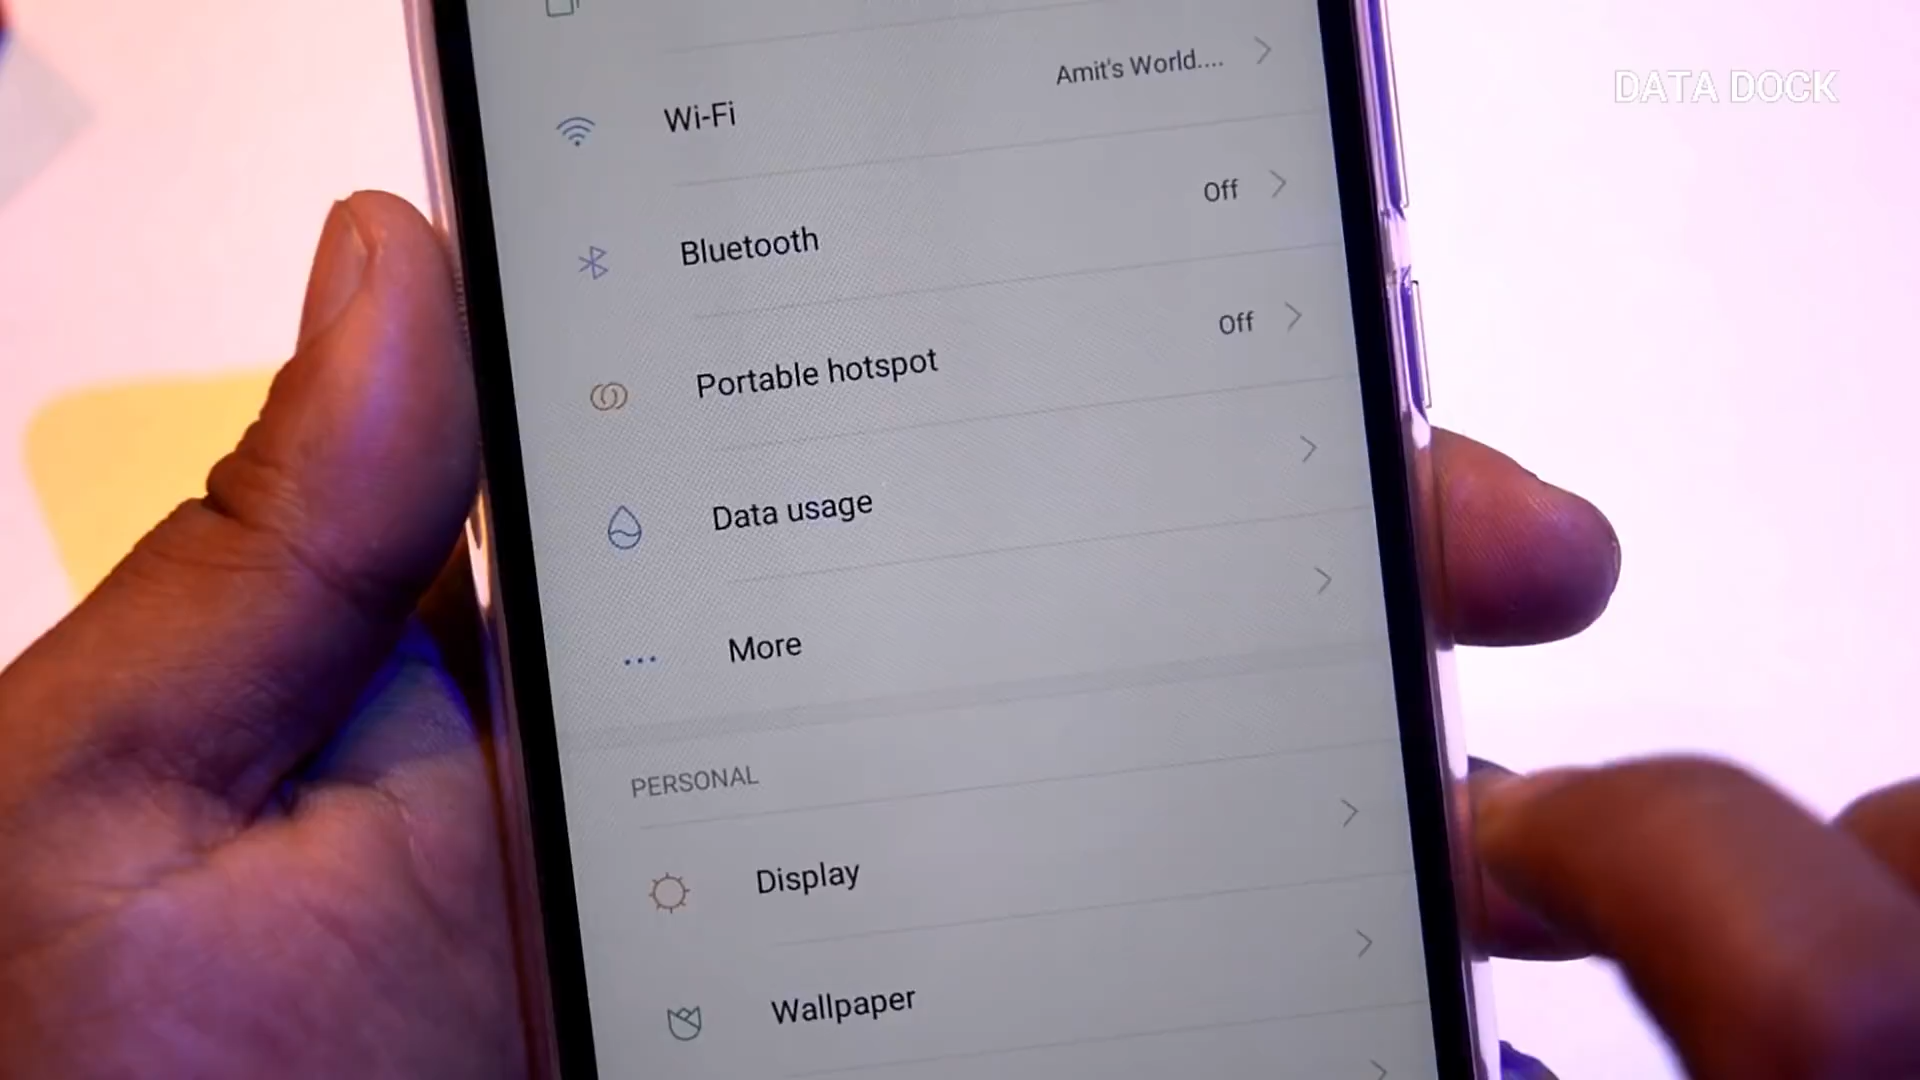 DATA DOCK
Wi-Fi Amit's World....
Bluetooth Off
Portable hotspot Off
Data usage
More
PERSONAL
Display
Wallpaper